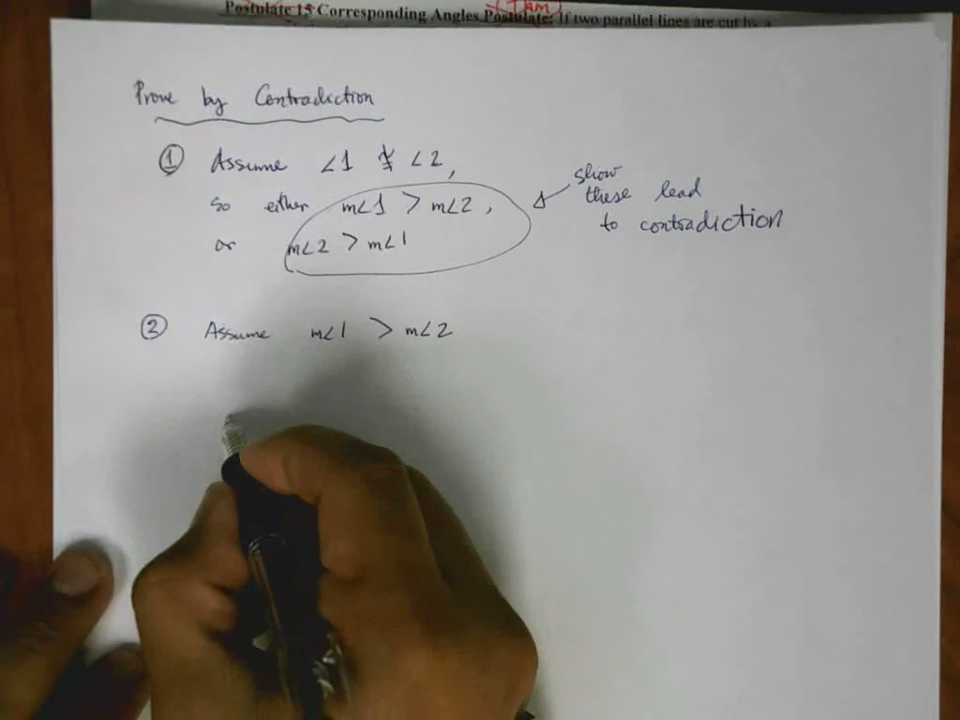 Postulate 15 Corresponding Angles Postulate: If two parallel lines are cut by a
Prove by Contradiction
① Assume ∠1 ≇ ∠2,
so either m∠1 > m∠2,
or m∠2 > m∠1
show
these lead
to contradiction
② Assume m∠1 > m∠2